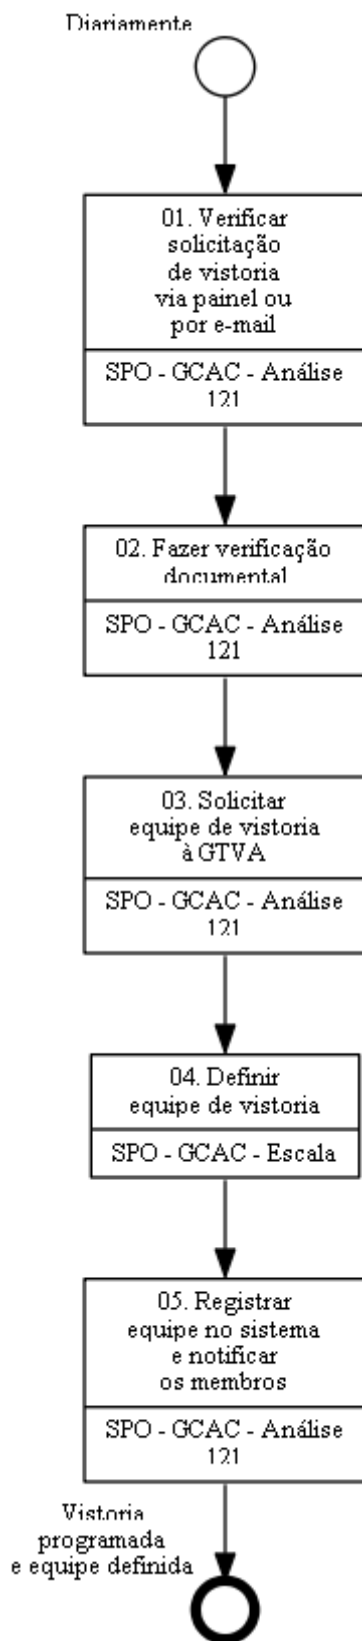 Diariamente
01. Verificar
solicitação
de vistoria
via painel ou
por e-mail
SPO - GCAC - Análise
121
02. Fazer verificação
documental
SPO - GCAC - Análise
121
03. Solicitar
equipe de vistoria
à GTVA
SPO - GCAC - Análise
121
04. Definir
equipe de vistoria
SPO - GCAC - Escala
05. Registrar
equipe no sistema
e notificar
os membros
SPO - GCAC - Análise
121
Vistoria
programada
e equipe definida